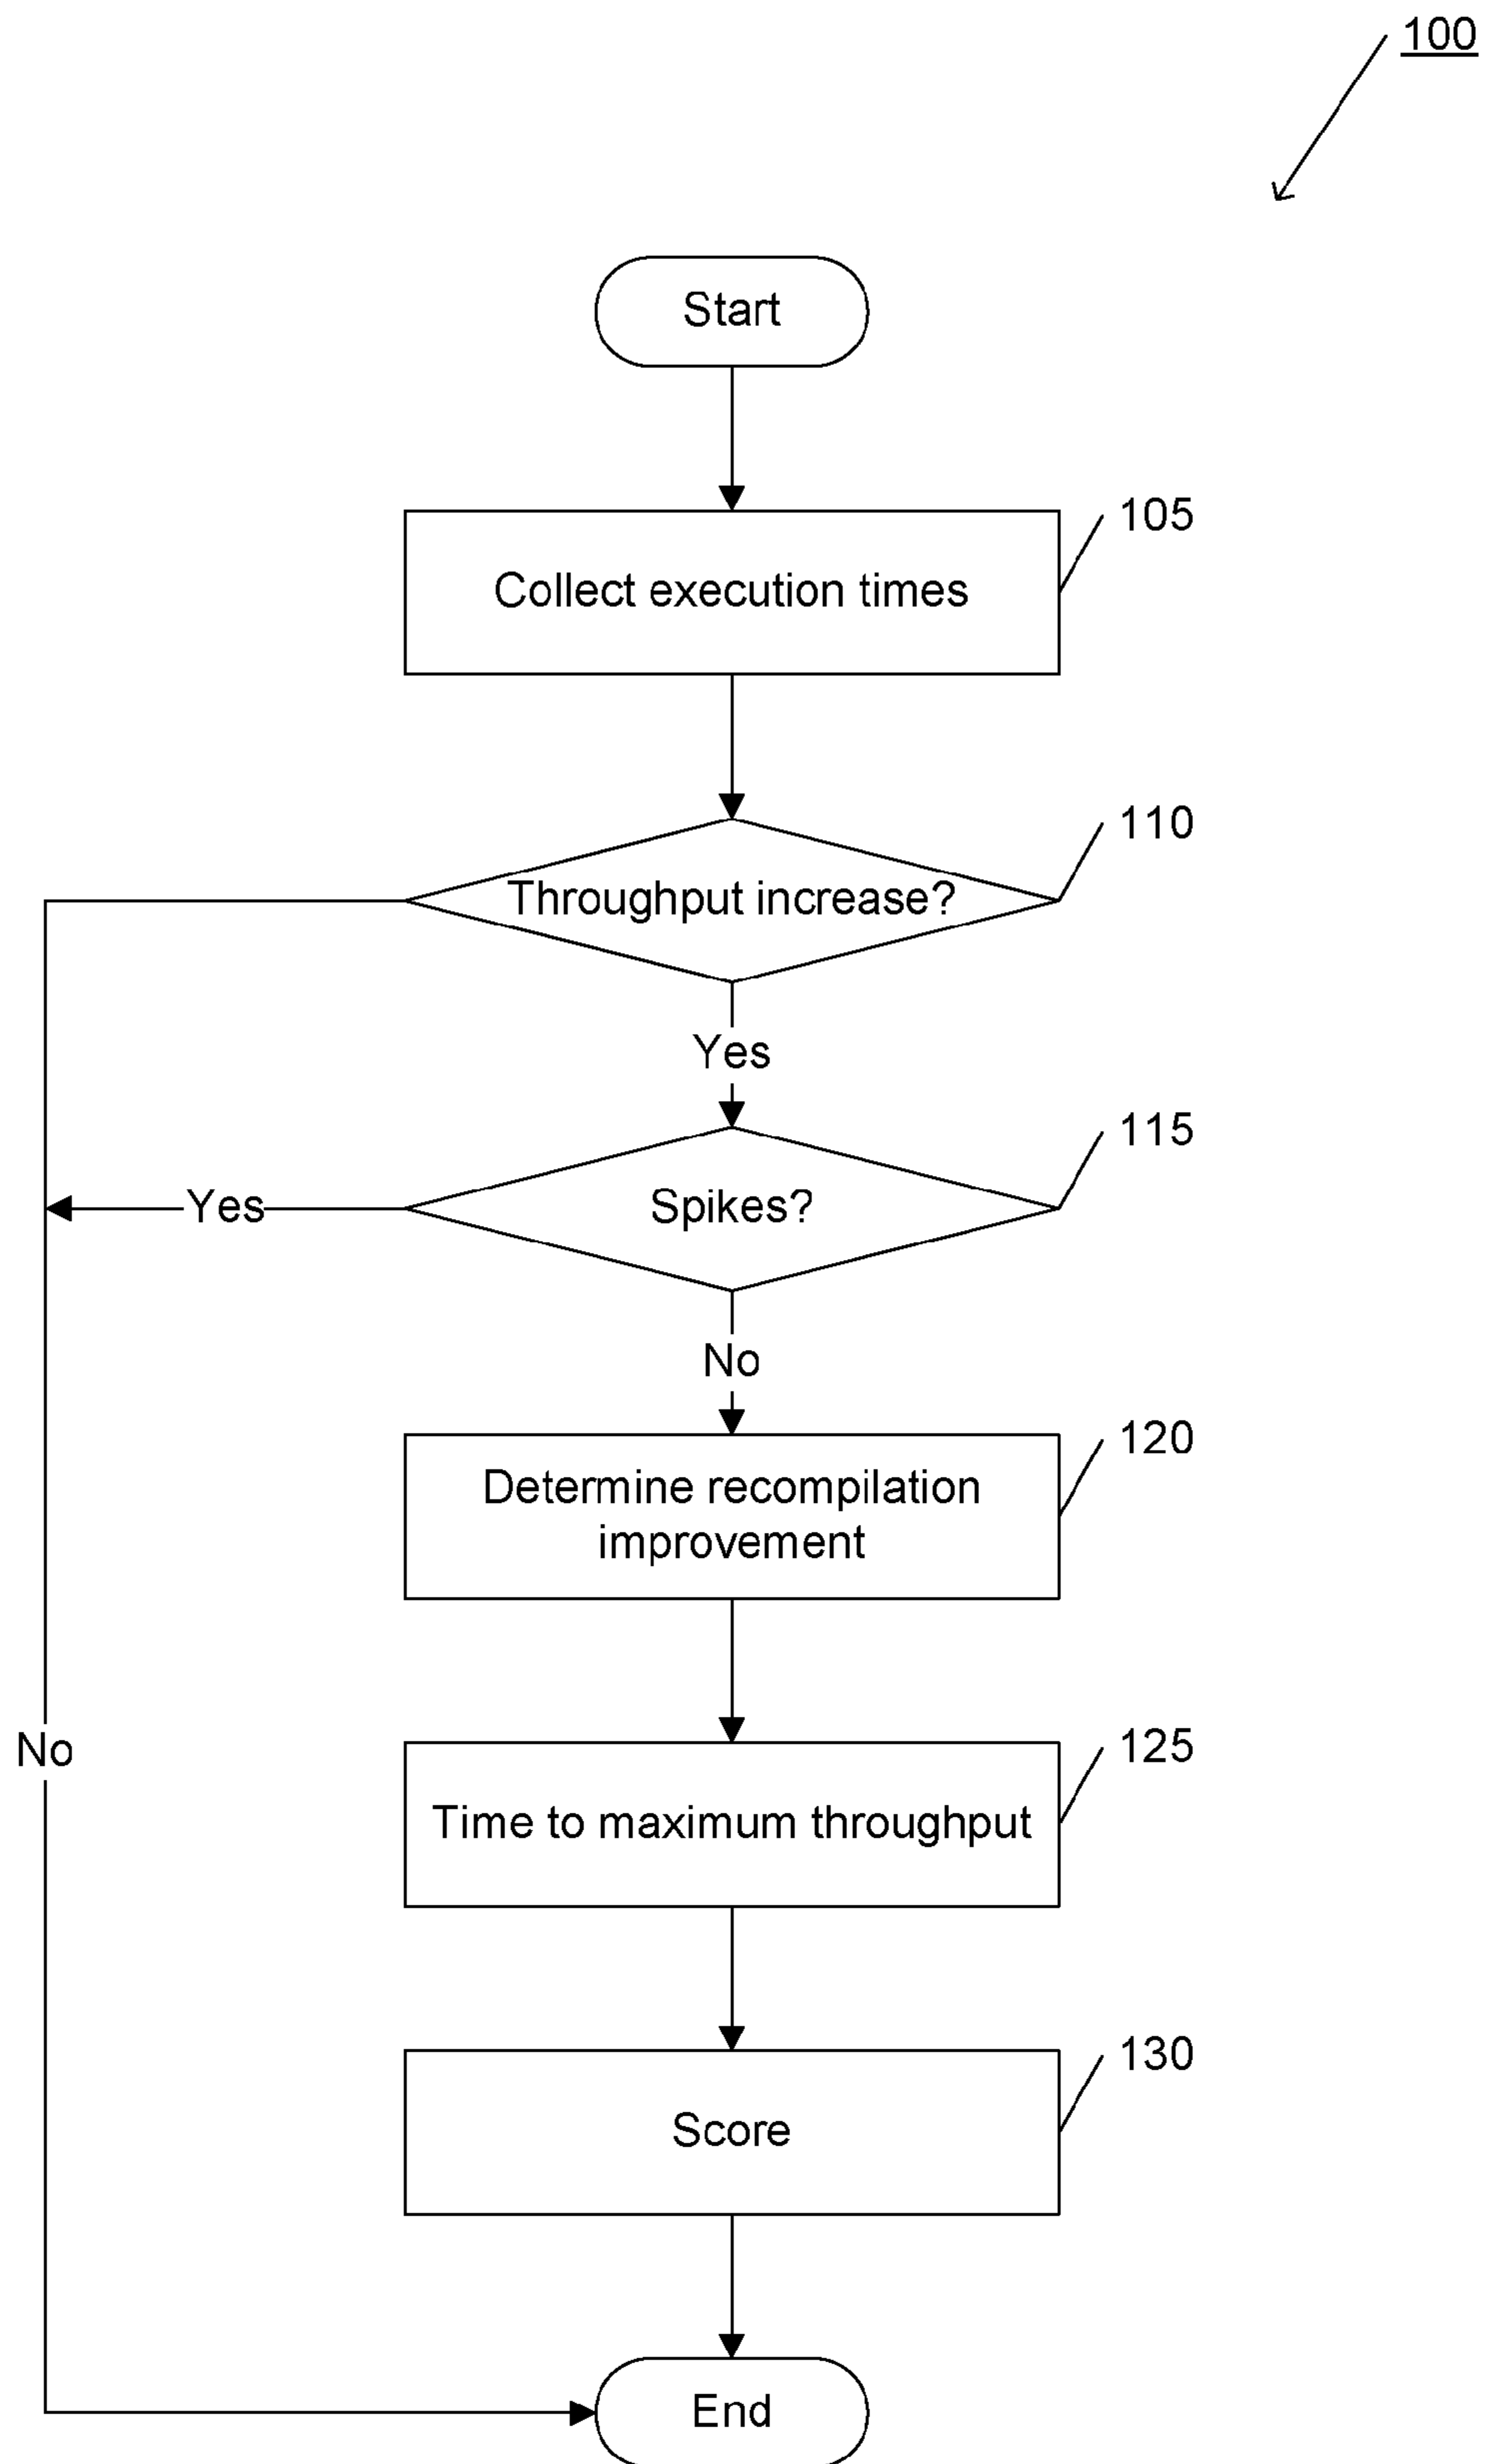 100
Start
105
Collect execution times
110
Throughput increase?
Yes
115
Yes
Spikes?
No
120
Determine recompilation
improvement
125
No
Time to maximum throughput
130
Score
End